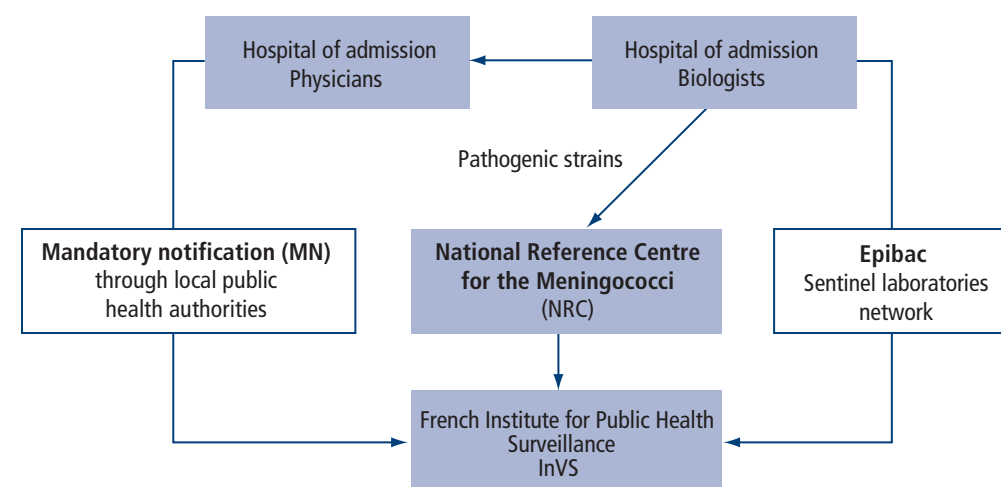 Hospital of admission
Physicians
Hospital of admission
Biologists
Pathogenic strains
Mandatory notification (MN)
through local public
health authorities
National Reference Centre
for the Meningococci
(NRC)
Epibac
Sentinel laboratories
network
French Institute for Public Health
Surveillance
InVS